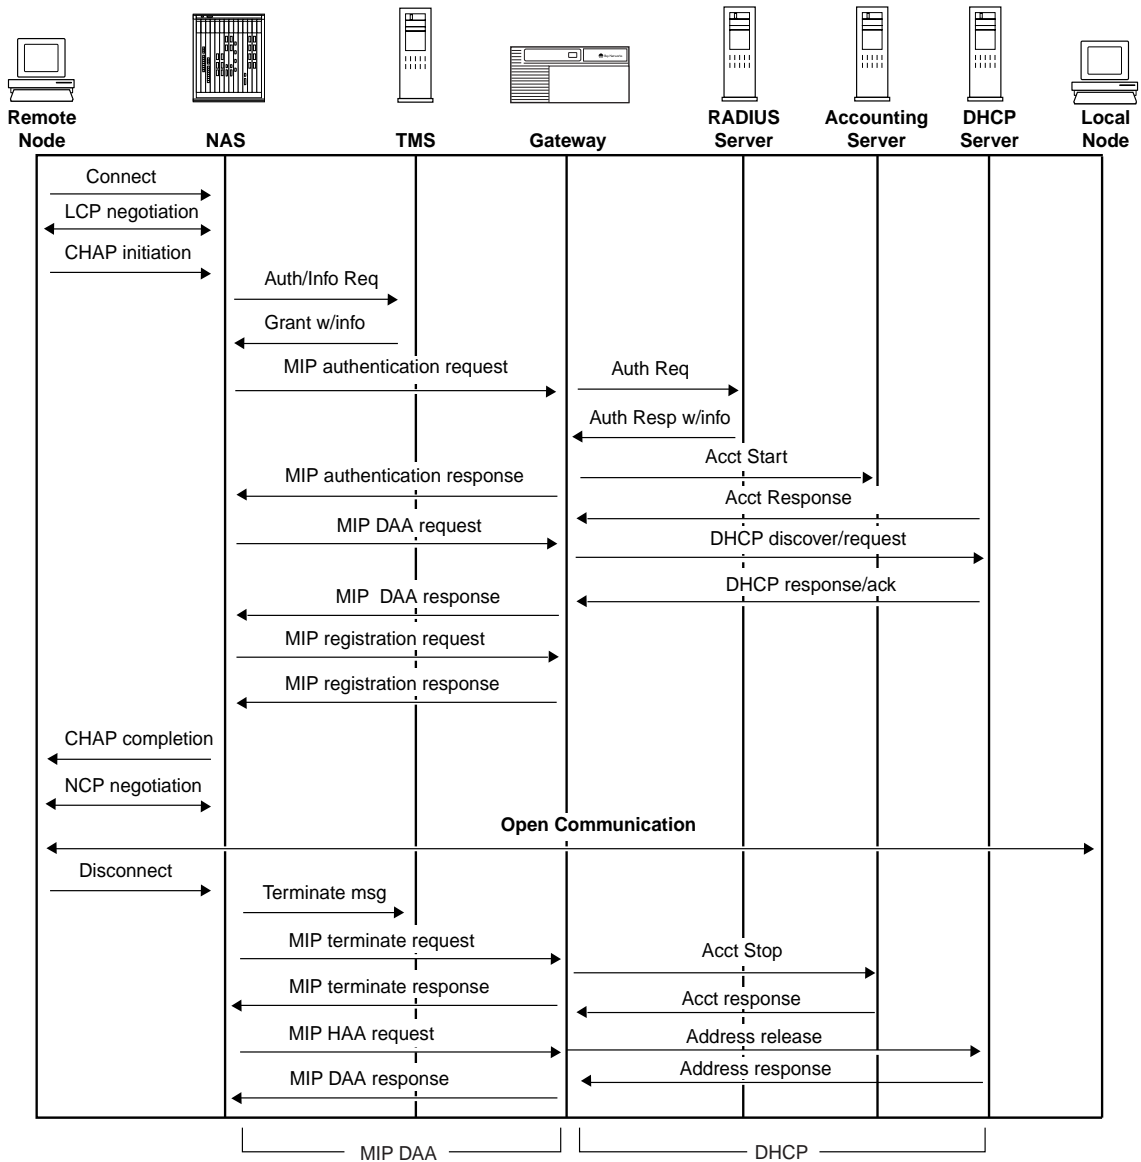 Remote
Node
NAS
TMS
Gateway
RADIUS
Server
Accounting
Server
DHCP
Server
Local
Node
Connect
LCP negotiation
CHAP initiation
Auth/Info Req
Grant w/info
MIP authentication request
Auth Req
Auth Resp w/info
Acct Start
MIP authentication response
Acct Response
MIP DAA request
DHCP discover/request
DHCP response/ack
MIP DAA response
MIP registration request
MIP registration response
CHAP completion
NCP negotiation
Open Communication
Disconnect
Terminate msg
MIP terminate request
Acct Stop
MIP terminate response
Acct response
MIP HAA request
Address release
MIP DAA response
Address response
MIP DAA
DHCP